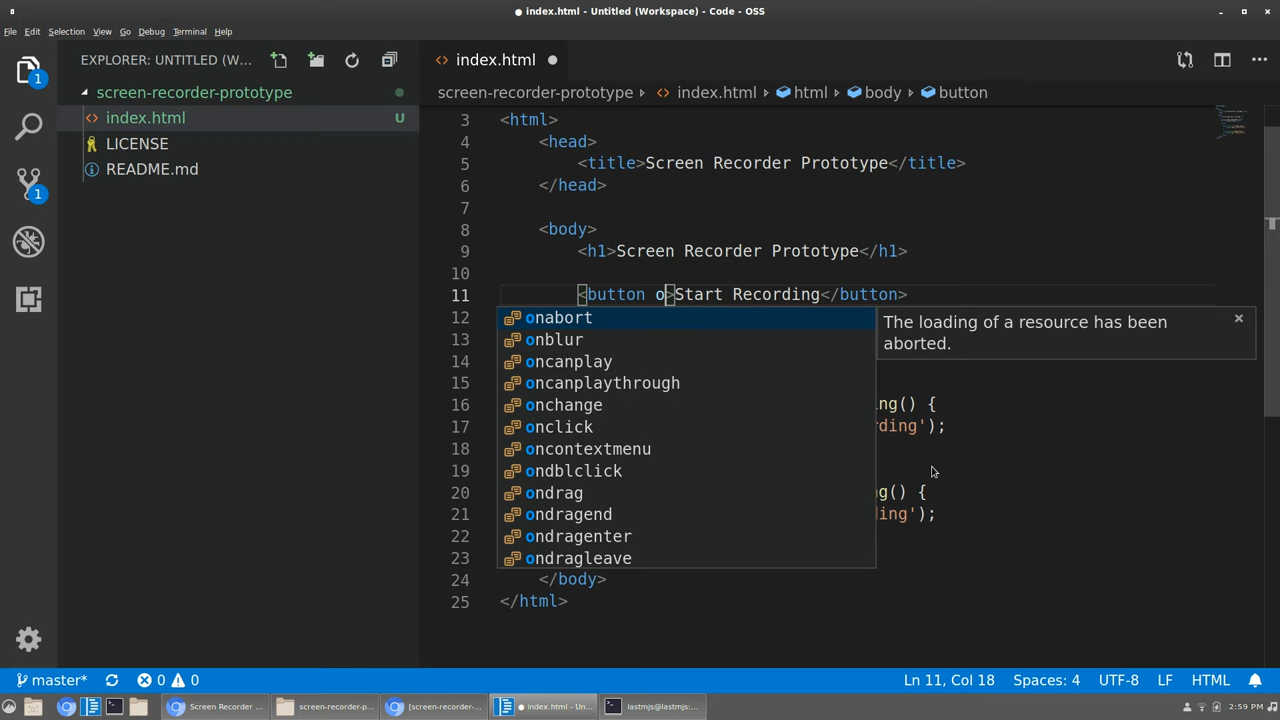 ● index.html - Untitled (Workspace) - Code - OSS
File Edit Selection View Go Debug Terminal Help
EXPLORER: UNTITLED (W...
screen-recorder-prototype
index.html U
LICENSE
README.md
1
1
<> index.html ●
screen-recorder-prototype > <> index.html > html > body > button
3 <html>
4 <head>
5 <title>Screen Recorder Prototype</title>
6 </head>
7
8 <body>
9 <h1>Screen Recorder Prototype</h1>
10
11 <button o>Start Recording</button>
12 onabort
13 onblur
14 oncanplay
15 oncanplaythrough
16 onchange ng() {
17 onclick ding');
18 oncontextmenu
19 ondblclick
20 ondrag g() {
21 ondragend ing');
22 ondragenter
23 ondragleave
The loading of a resource has been
aborted.
24 </body>
25 </html>
master* 0 0 Ln 11, Col 18 Spaces: 4 UTF-8 LF HTML
Screen Recorder ... screen-recorder-p... [screen-recorder-... ● index.html - Un... lastmjs@lastmjs:... 2:59 PM